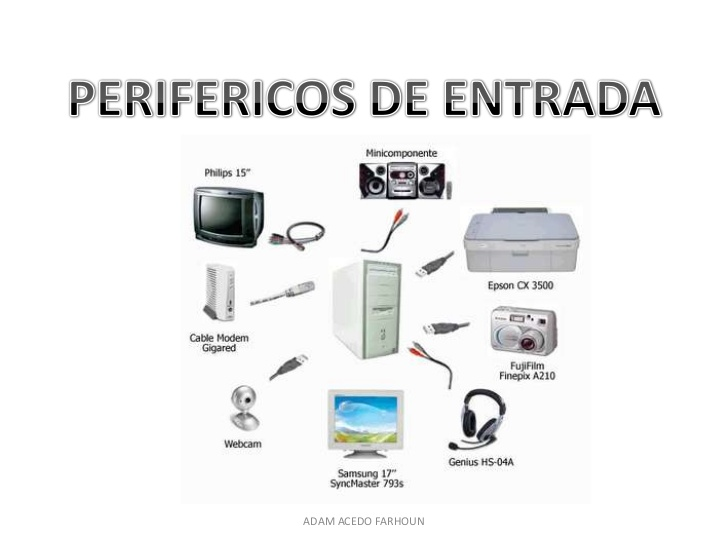 PERIFERICOS DE ENTRADA
Minicomponente
Philips 15''
Epson CX 3500
Cable Modem
Gigared
FujiFilm
Finepix A210
Webcam
Genius HS-04A
Samsung 17''
SyncMaster 793s
ADAM ACEDO FARHOUN